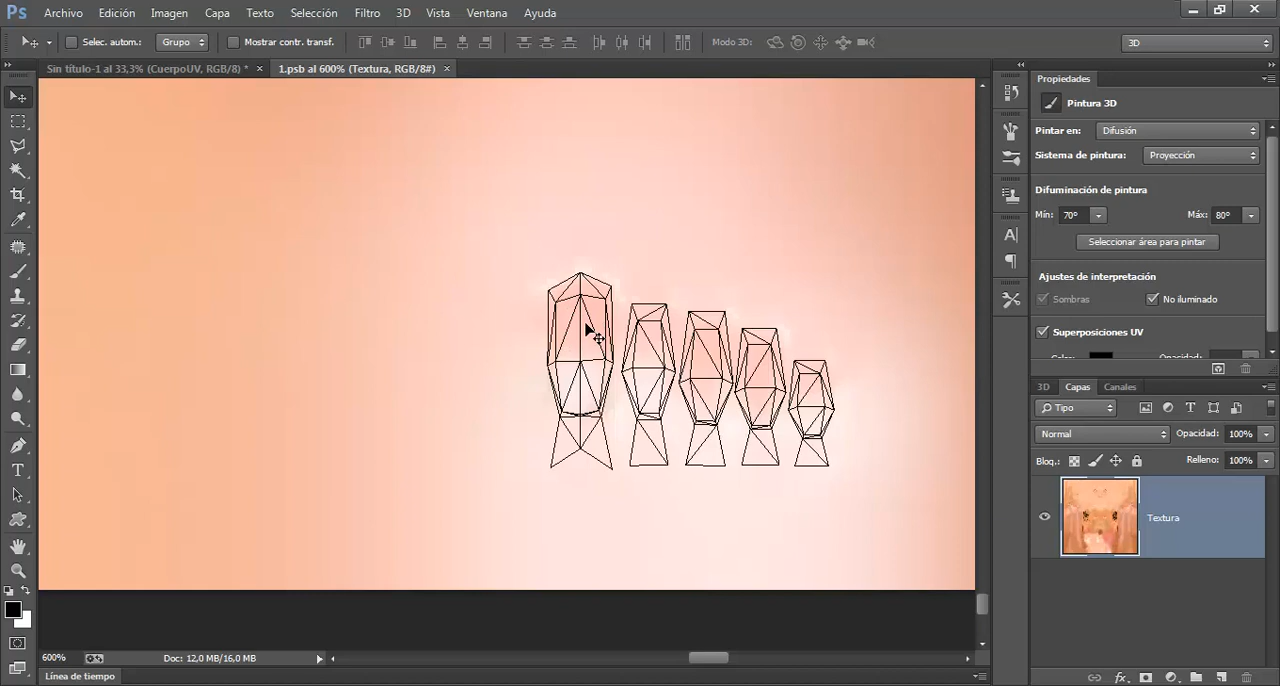 Ps Archivo Edición Imagen Capa Texto Selección Filtro 3D Vista Ventana Ayuda
Selec. autom.: Grupo Mostrar contr. transf. Modo 3D: 3D
Sin título-1 al 33,3% (CuerpoUV, RGB/8) * × 1.psb al 600% (Textura, RGB/8#) ×
Propiedades
Pintura 3D
Pintar en: Difusión
Sistema de pintura: Proyección
Difuminación de pintura
Mín: 70º Máx: 80º
Seleccionar área para pintar
Ajustes de interpretación
Sombras No iluminado
Superposiciones UV
3D Capas Canales
Tipo
Normal Opacidad: 100%
Bloq.: Relleno: 100%
Textura
600% Doc: 12,0 MB/16,0 MB
Línea de tiempo